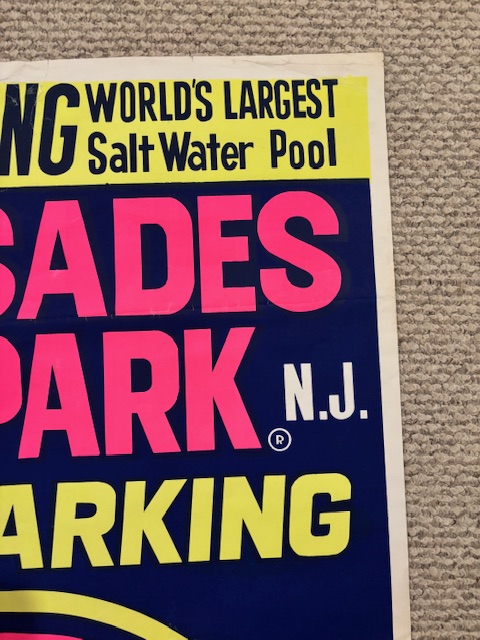 NG WORLD'S LARGEST
Salt Water Pool
SADES
PARK N.J.
®
ARKING